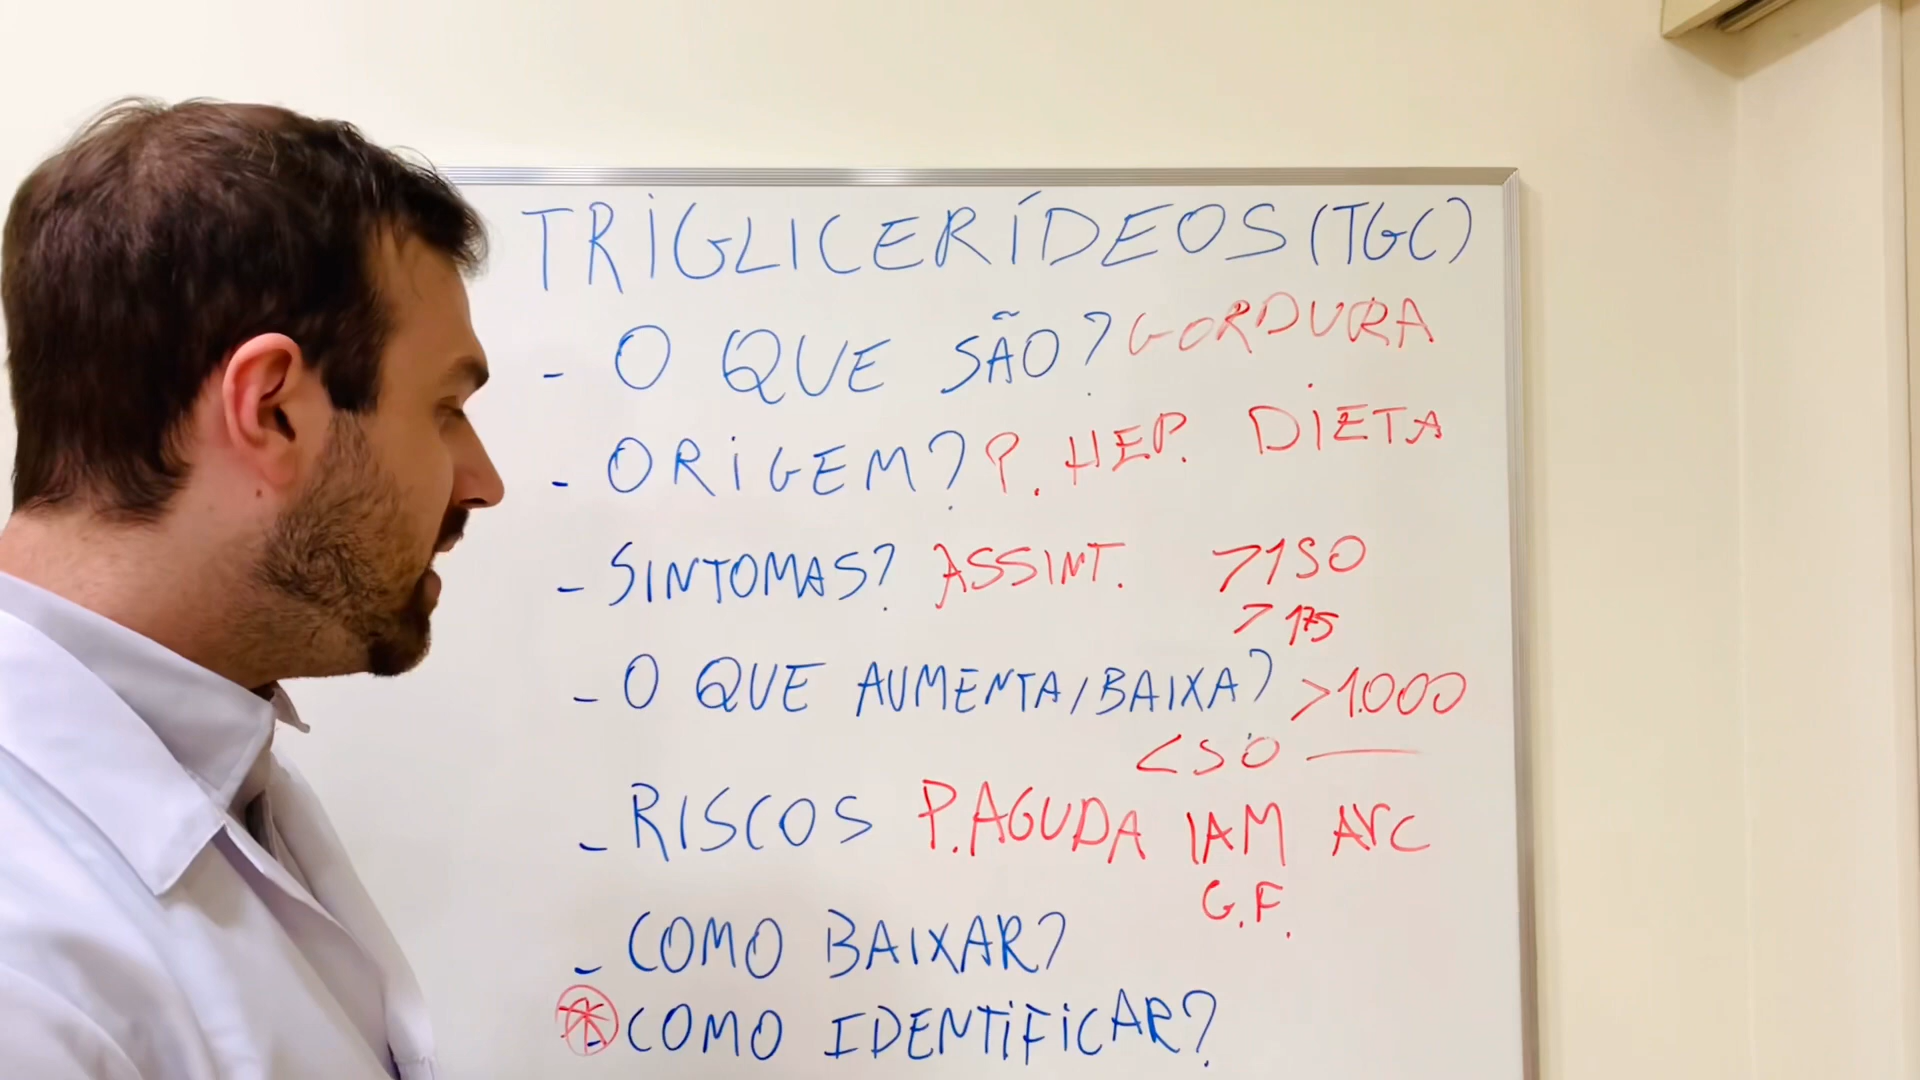 TRIGLICERÍDEOS (TGC)
- O QUE SÃO? GORDURA
- ORIGEM? P. HEP. DIETA
- SINTOMAS? ASSINT. >150
> 175
- O QUE AUMENTA/BAIXA? >1.000
<50
- RISCOS P. AGUDA IAM AVC
G.F.
- COMO BAIXAR?
- COMO IDENTIFICAR?